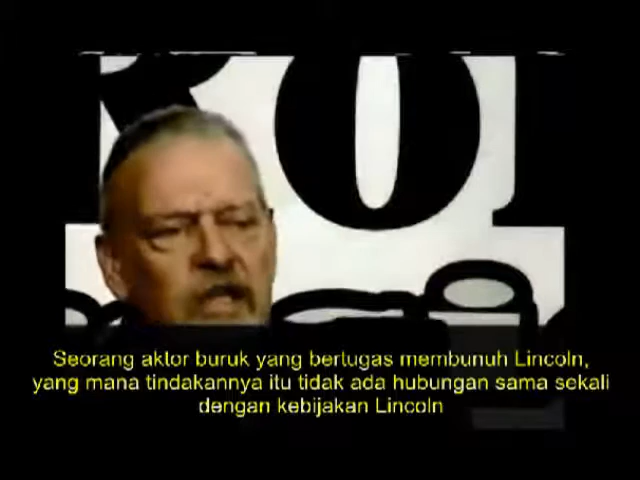 Seorang aktor buruk yang bertugas membunuh Lincoln,
yang mana tindakannya itu tidak ada hubungan sama sekali
dengan kebijakan Lincoln